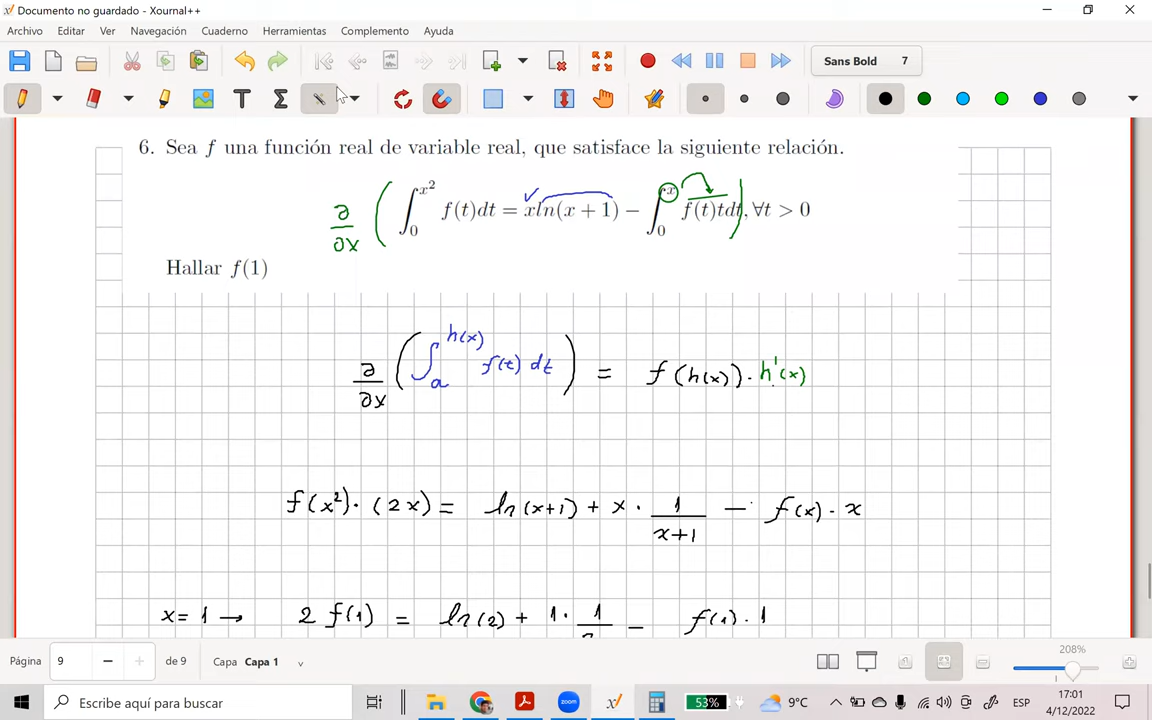 Documento no guardado - Xournal++
Archivo Editar Ver Navegación Cuaderno Herramientas Complemento Ayuda
Sans Bold 7
6. Sea f una función real de variable real, que satisface la siguiente relación.
∂/∂x ( ∫_0^{x^2} f(t)dt = xln(x + 1) − ∫_0^x f(t)tdt ), ∀t > 0
Hallar f(1)
∂/∂x ( ∫_a^{h(x)} f(t) dt ) = f(h(x)) · h'(x)
f(x²) · (2x) = ln(x+1) + x · 1/(x+1) − f(x) · x
x = 1 → 2 f(1) = ln(2) + 1 · 1/ − f(1) · 1
Página 9 de 9 Capa Capa 1 208%
Escribe aquí para buscar zoom 53% 9°C ESP 17:01
4/12/2022